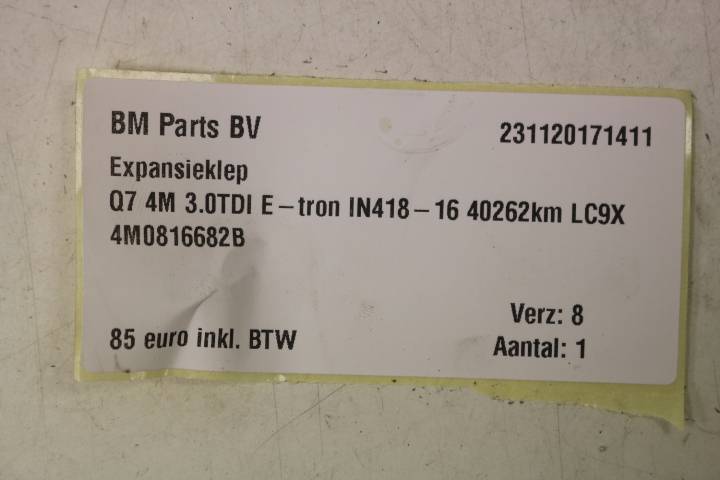 BM Parts BV 231120171411
Expansieklep
Q7 4M 3.0TDI E-tron IN418-16 40262km LC9X
4M0816682B
Verz: 8
85 euro inkl. BTW Aantal: 1